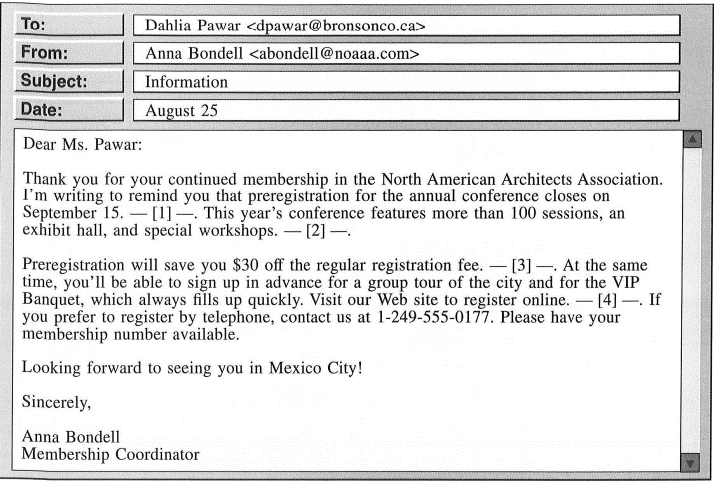 To: Dahlia Pawar <dpawar@bronsonco.ca>
From: Anna Bondell <abondell@noaaa.com>
Subject: Information
Date: August 25
Dear Ms. Pawar:
Thank you for your continued membership in the North American Architects Association.
I'm writing to remind you that preregistration for the annual conference closes on
September 15. — [1] —. This year's conference features more than 100 sessions, an
exhibit hall, and special workshops. — [2] —.
Preregistration will save you $30 off the regular registration fee. — [3] —. At the same
time, you'll be able to sign up in advance for a group tour of the city and for the VIP
Banquet, which always fills up quickly. Visit our Web site to register online. — [4] —. If
you prefer to register by telephone, contact us at 1-249-555-0177. Please have your
membership number available.
Looking forward to seeing you in Mexico City!
Sincerely,
Anna Bondell
Membership Coordinator